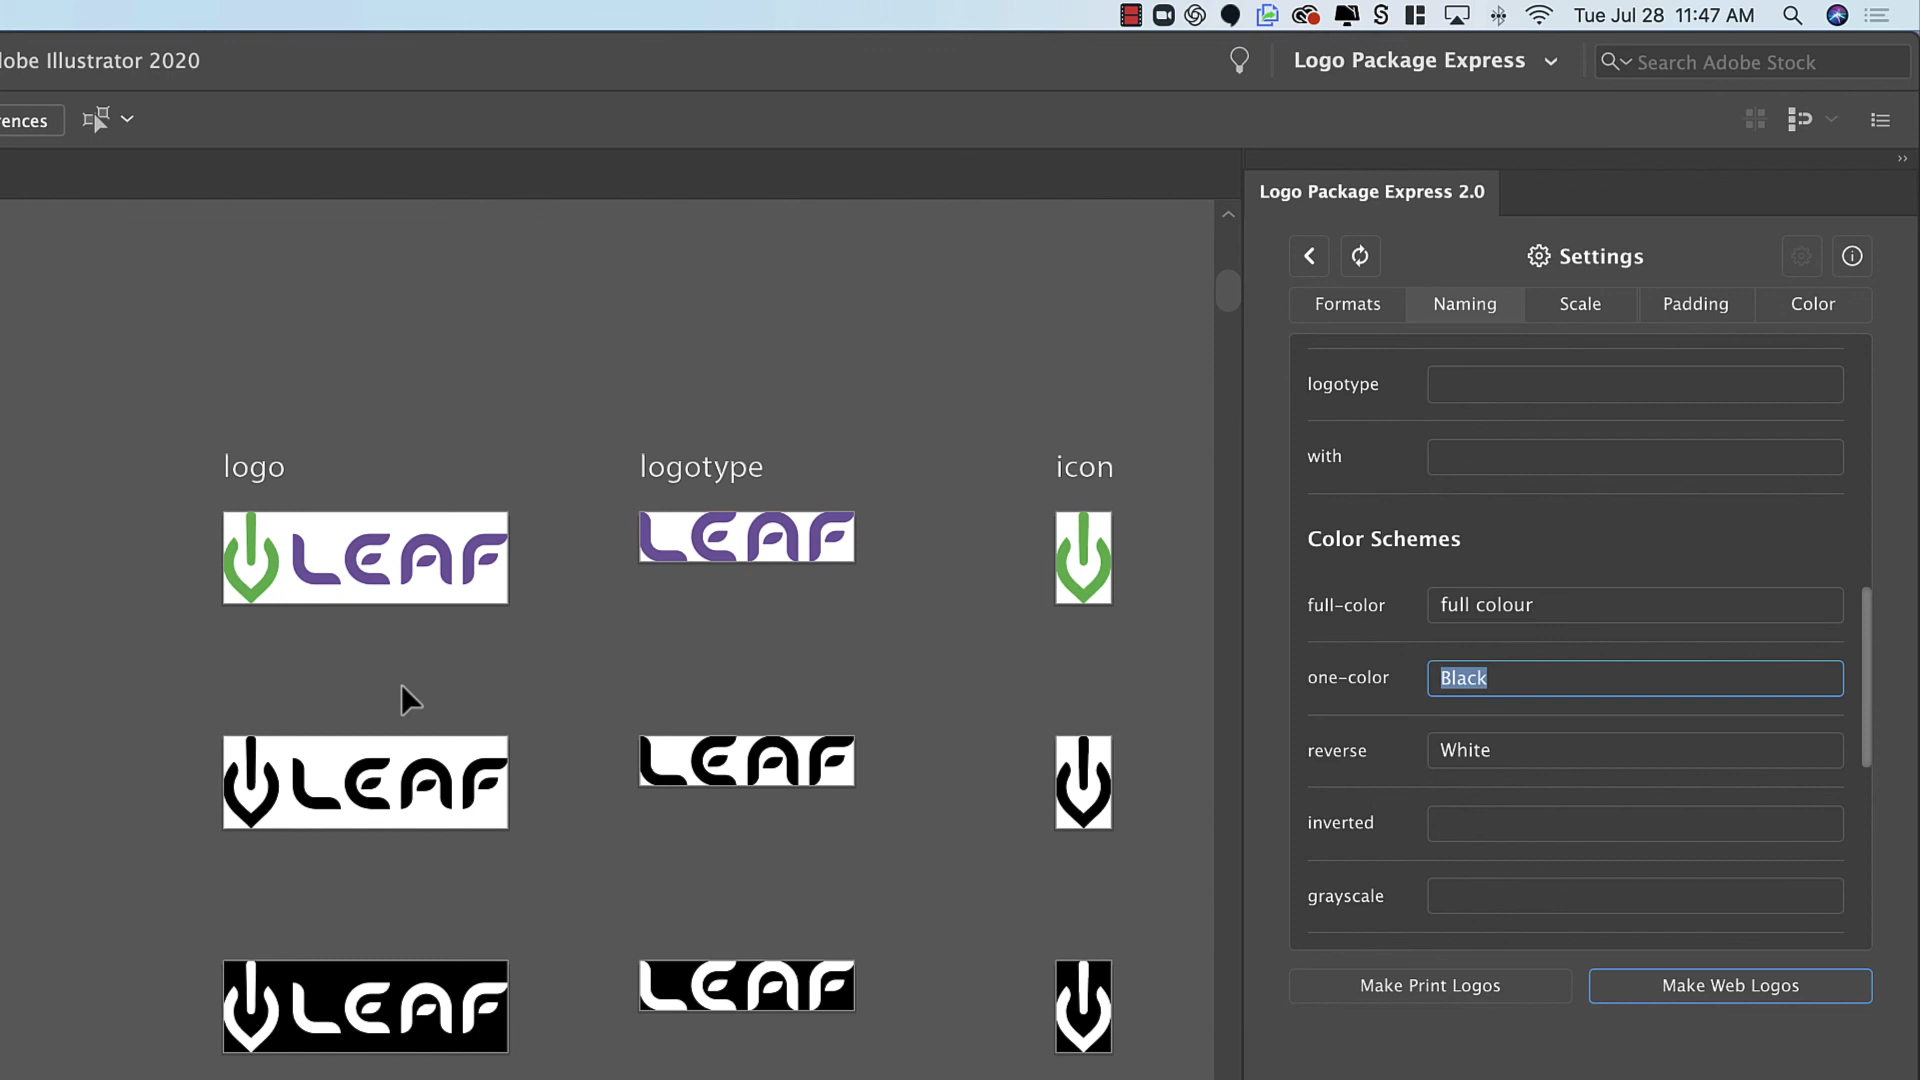 Tue Jul 28 11:47 AM
lobe Illustrator 2020
Logo Package Express
Search Adobe Stock
rences
Logo Package Express 2.0
Settings
Formats
Naming
Scale
Padding
Color
logotype
with
Color Schemes
full-color
full colour
one-color
Black
reverse
White
inverted
grayscale
Make Print Logos
Make Web Logos
logo
logotype
icon
LEAF
LEAF
LEAF
LEAF
LEAF
LEAF